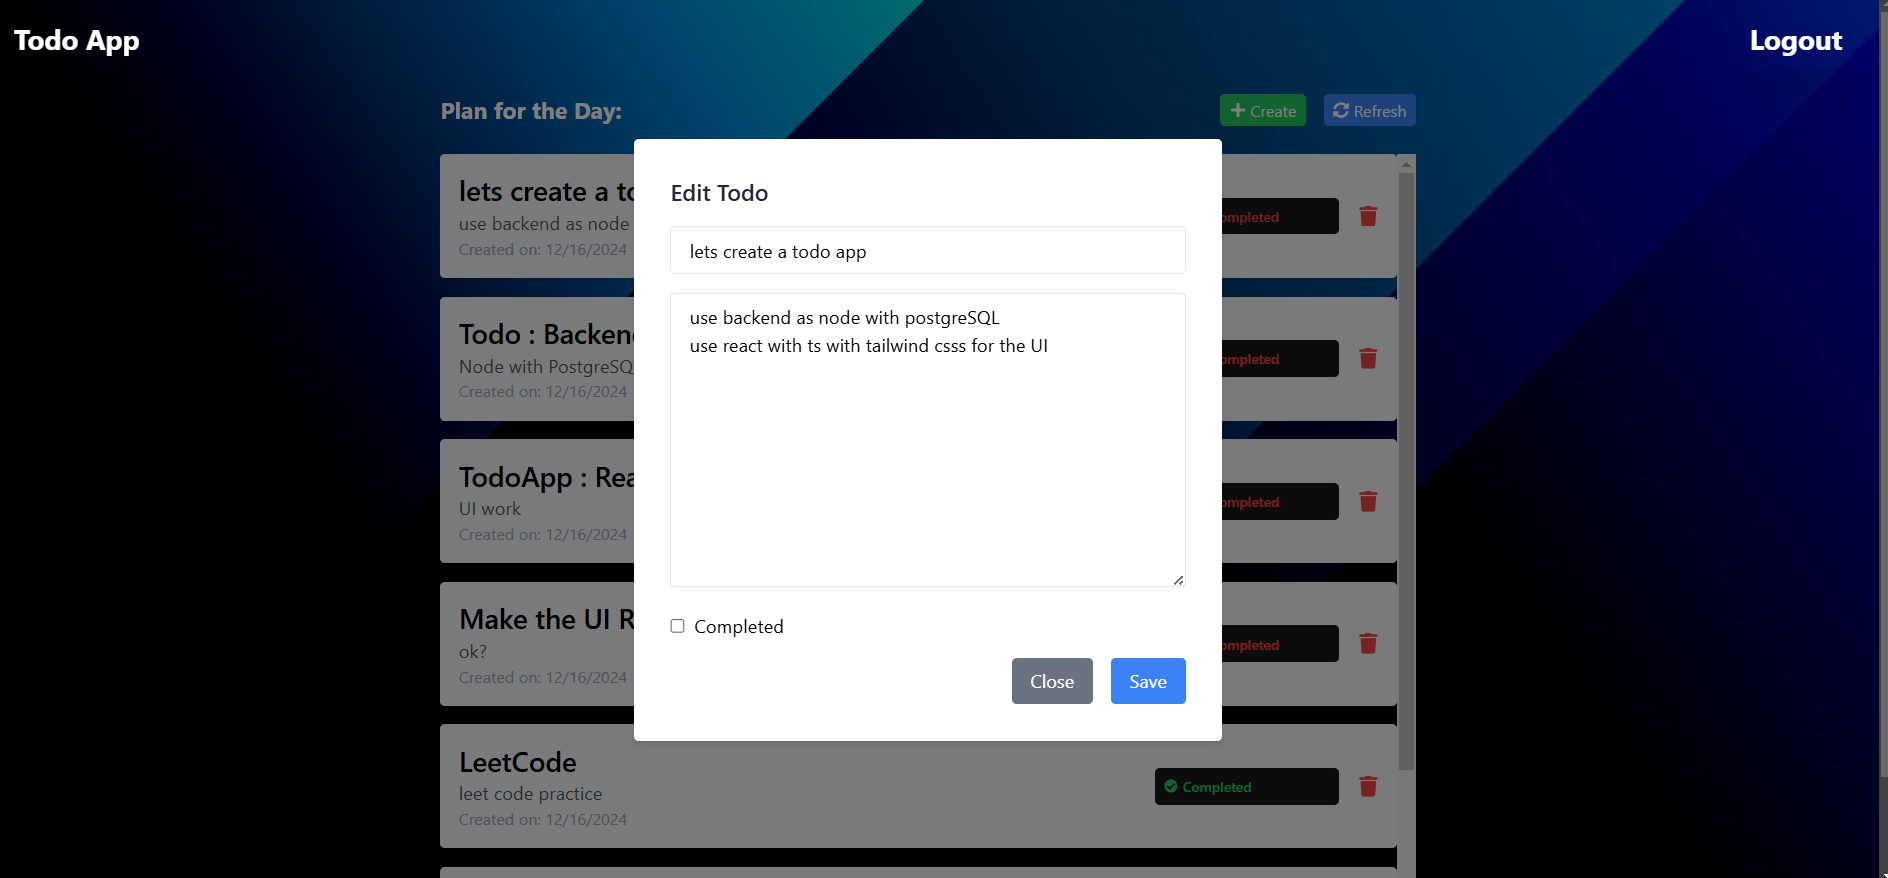 Todo App
Logout
Plan for the Day:
Create
Refresh
lets create a to
use backend as node
Created on: 12/16/2024
ompleted
Todo : Backen
Node with PostgreSQ
Created on: 12/16/2024
ompleted
TodoApp : Rea
UI work
Created on: 12/16/2024
ompleted
Make the UI R
ok?
Created on: 12/16/2024
ompleted
LeetCode
leet code practice
Created on: 12/16/2024
Completed
Edit Todo
lets create a todo app
use backend as node with postgreSQL
use react with ts with tailwind csss for the UI
Completed
Close
Save